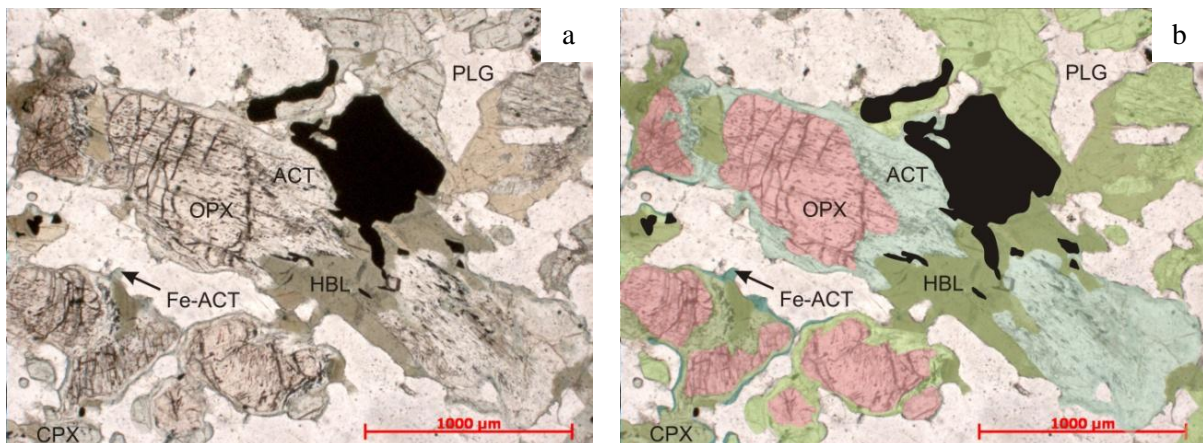 a
PLG
ACT
OPX
HBL
Fe-ACT
CPX
1000 µm
b
PLG
ACT
OPX
HBL
Fe-ACT
CPX
1000 µm